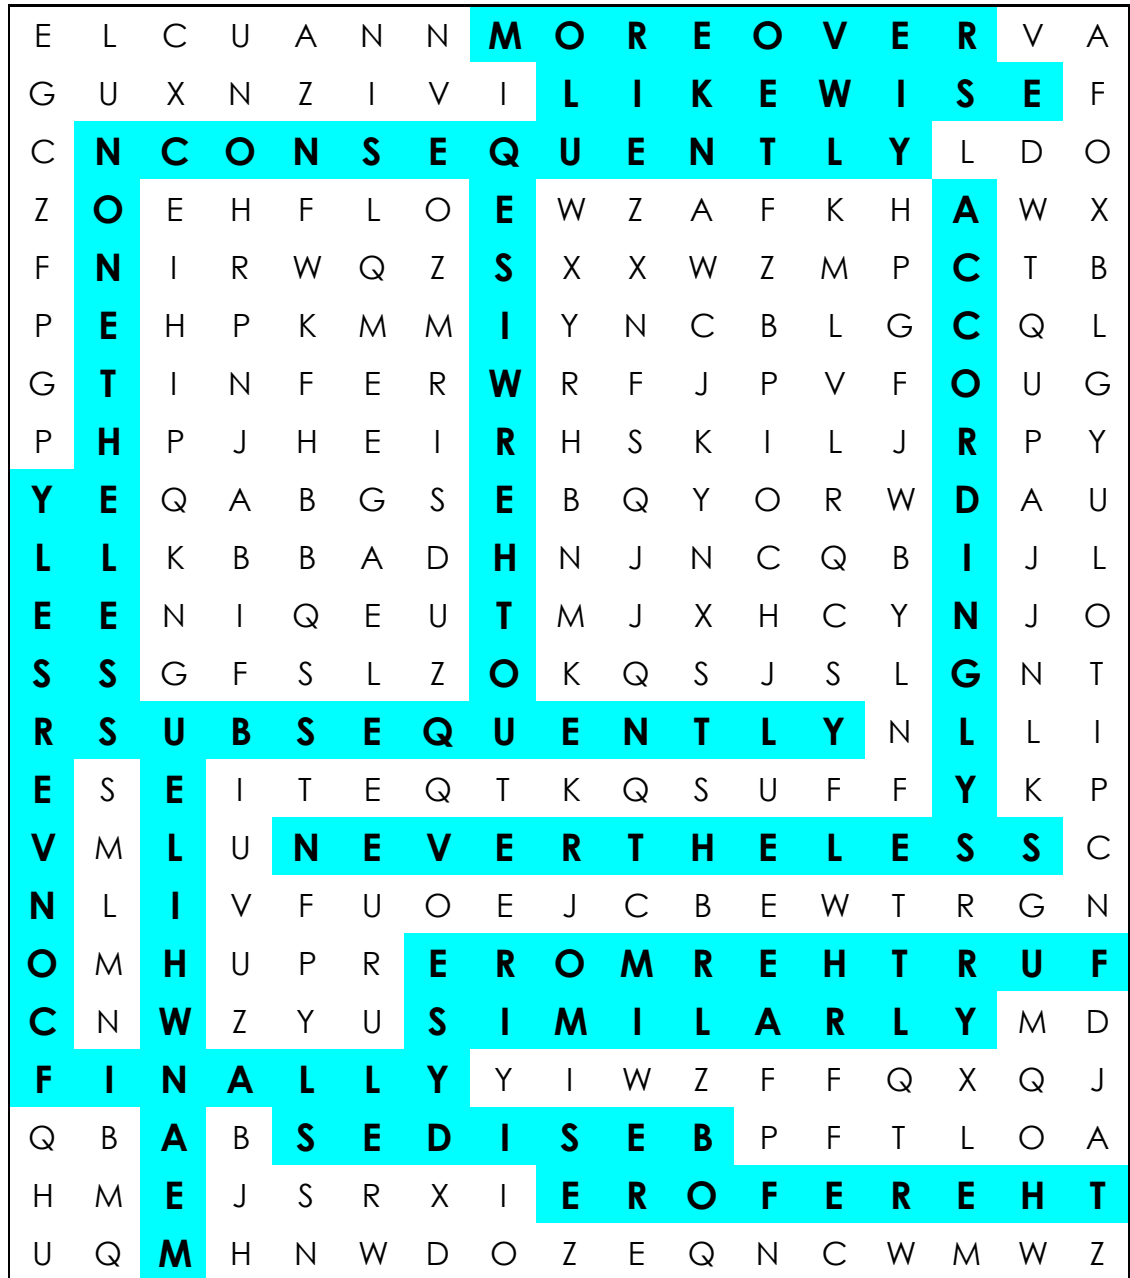 E L C U A N N M O R E O V E R V A
G U X N Z I V I L I K E W I S E F
C N C O N S E Q U E N T L Y L D O
Z O E H F L O E W Z A F K H A W X
F N I R W Q Z S X X W Z M P C T B
P E H P K M M I Y N C B L G C Q L
G T I N F E R W R F J P V F O U G
P H P J H E I R H S K I L J R P Y
Y E Q A B G S E B Q Y O R W D A U
L L K B B A D H N J N C Q B I J L
E E N I Q E U T M J X H C Y N J O
S S G F S L Z O K Q S J S L G N T
R S U B S E Q U E N T L Y N L L I
E S E I T E Q T K Q S U F F Y K P
V M L U N E V E R T H E L E S S C
N L I V F U O E J C B E W T R G N
O M H U P R E R O M R E H T R U F
C N W Z Y U S I M I L A R L Y M D
F I N A L L Y Y I W Z F F Q X Q J
Q B A B S E D I S E B P F T L O A
H M E J S R X I E R O F E R E H T
U Q M H N W D O Z E Q N C W M W Z